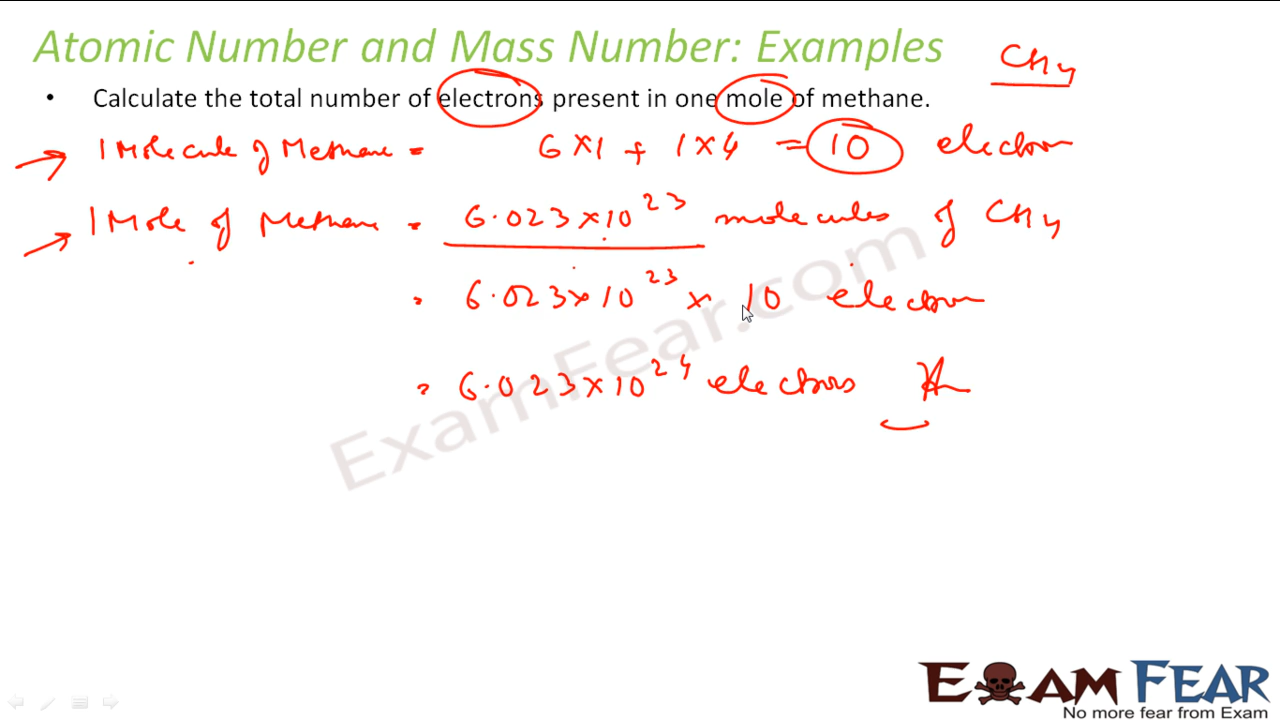 Atomic Number and Mass Number: Examples
CH4
• Calculate the total number of electrons present in one mole of methane.
1 Molecule of Methane = 6 × 1 + 1 × 4 = 10 electron
1 Mole of Methane = 6.023 × 10^23 molecules of CH4
= 6.023 × 10^23 × 10 electron
= 6.023 × 10^24 electrons
ExamFear.com
EXAM FEAR
No more fear from Exam